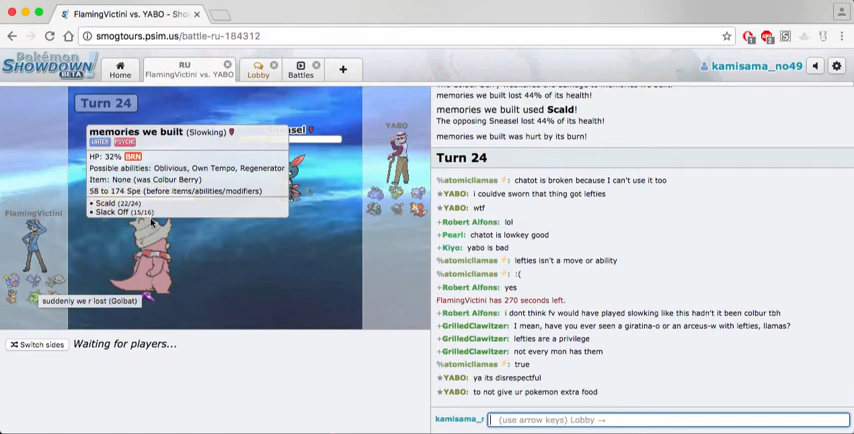 FlamingVictini vs. YABO - Sho
smogtours.psim.us/battle-ru-184312
Pokémon
SHOWDOWN
BETA
Home
RU
FlamingVictini vs. YABO
Lobby
Battles
kamisama_no49
Turn 24
memories we built (Slowking)
WATER PSYCHC
HP: 32% BRN
Possible abilities: Oblivious, Own Tempo, Regenerator
Item: None (was Colbur Berry)
58 to 174 Spe (before items/abilities/modifiers)
• Scald (22/24)
• Slack Off (15/16)
YABO
FlamingVictini
suddenly we r lost (Golbat)
Switch sides
Waiting for players...
memories we built lost 44% of its health!
memories we built used Scald!
The opposing Sneasel lost 44% of its health!
memories we built was hurt by its burn!
Turn 24
%atomicllamas: chatot is broken because I can't use it too
★YABO: i couldve sworn that thing got lefties
★YABO: wtf
+Robert Alfons: lol
+Pearl: chatot is lowkey good
+Kiyo: yabo is bad
%atomicllamas: lefties isn't a move or ability
%atomicllamas: :(
+Robert Alfons: yes
FlamingVictini has 270 seconds left.
+Robert Alfons: i dont think fv would have played slowking like this hadn't it been colbur tbh
+GrilledClawitzer: I mean, have you ever seen a giratina-o or an arceus-w with lefties, llamas?
+GrilledClawitzer: lefties are a privilege
+GrilledClawitzer: not every mon has them
%atomicllamas: true
★YABO: ya its disrespectful
★YABO: to not give ur pokemon extra food
kamisama_r
(use arrow keys) Lobby →